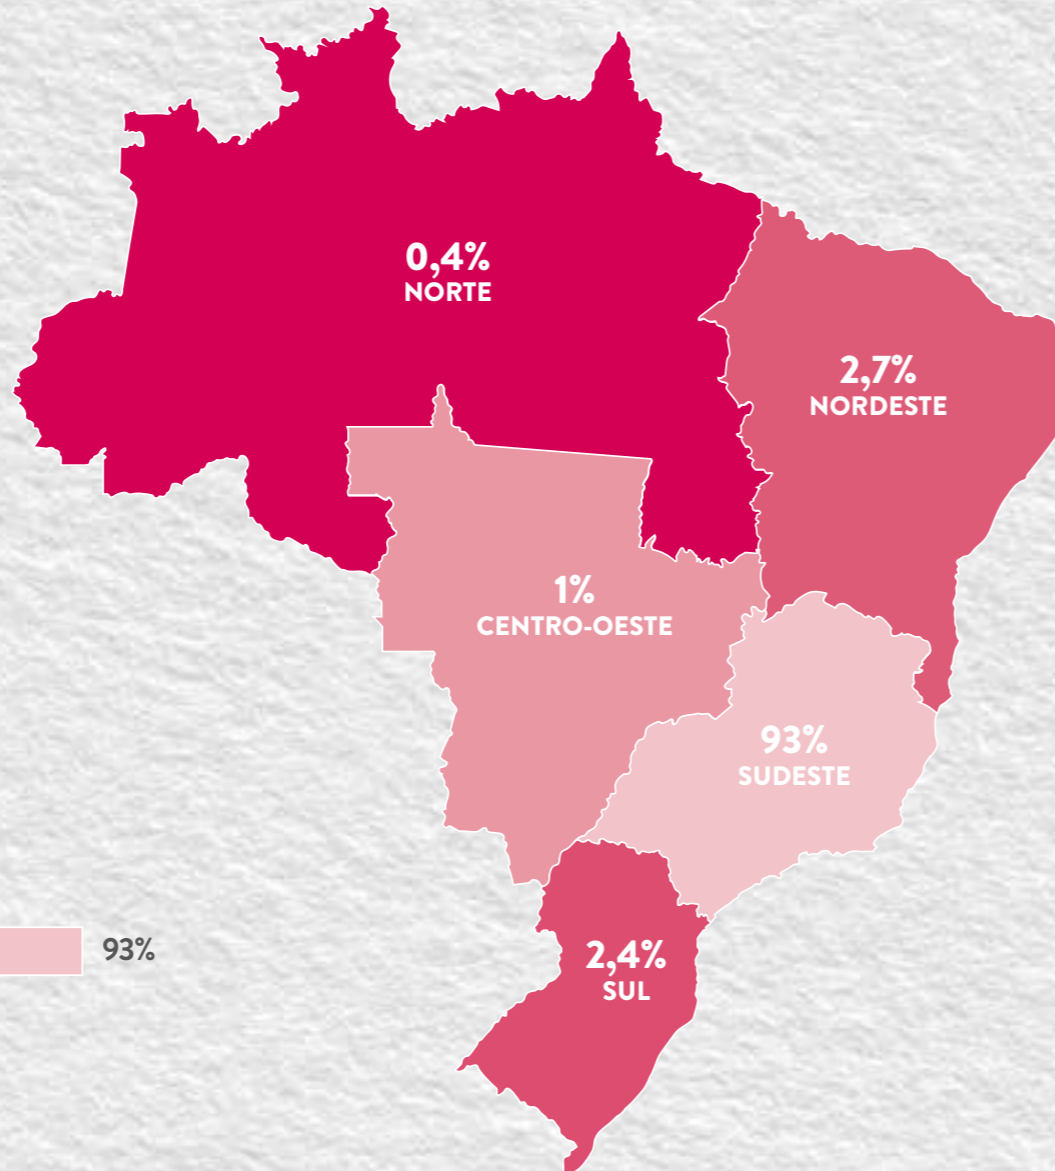 0,4%
NORTE
2,7%
NORDESTE
1%
CENTRO-OESTE
93%
SUDESTE
93%
2,4%
SUL